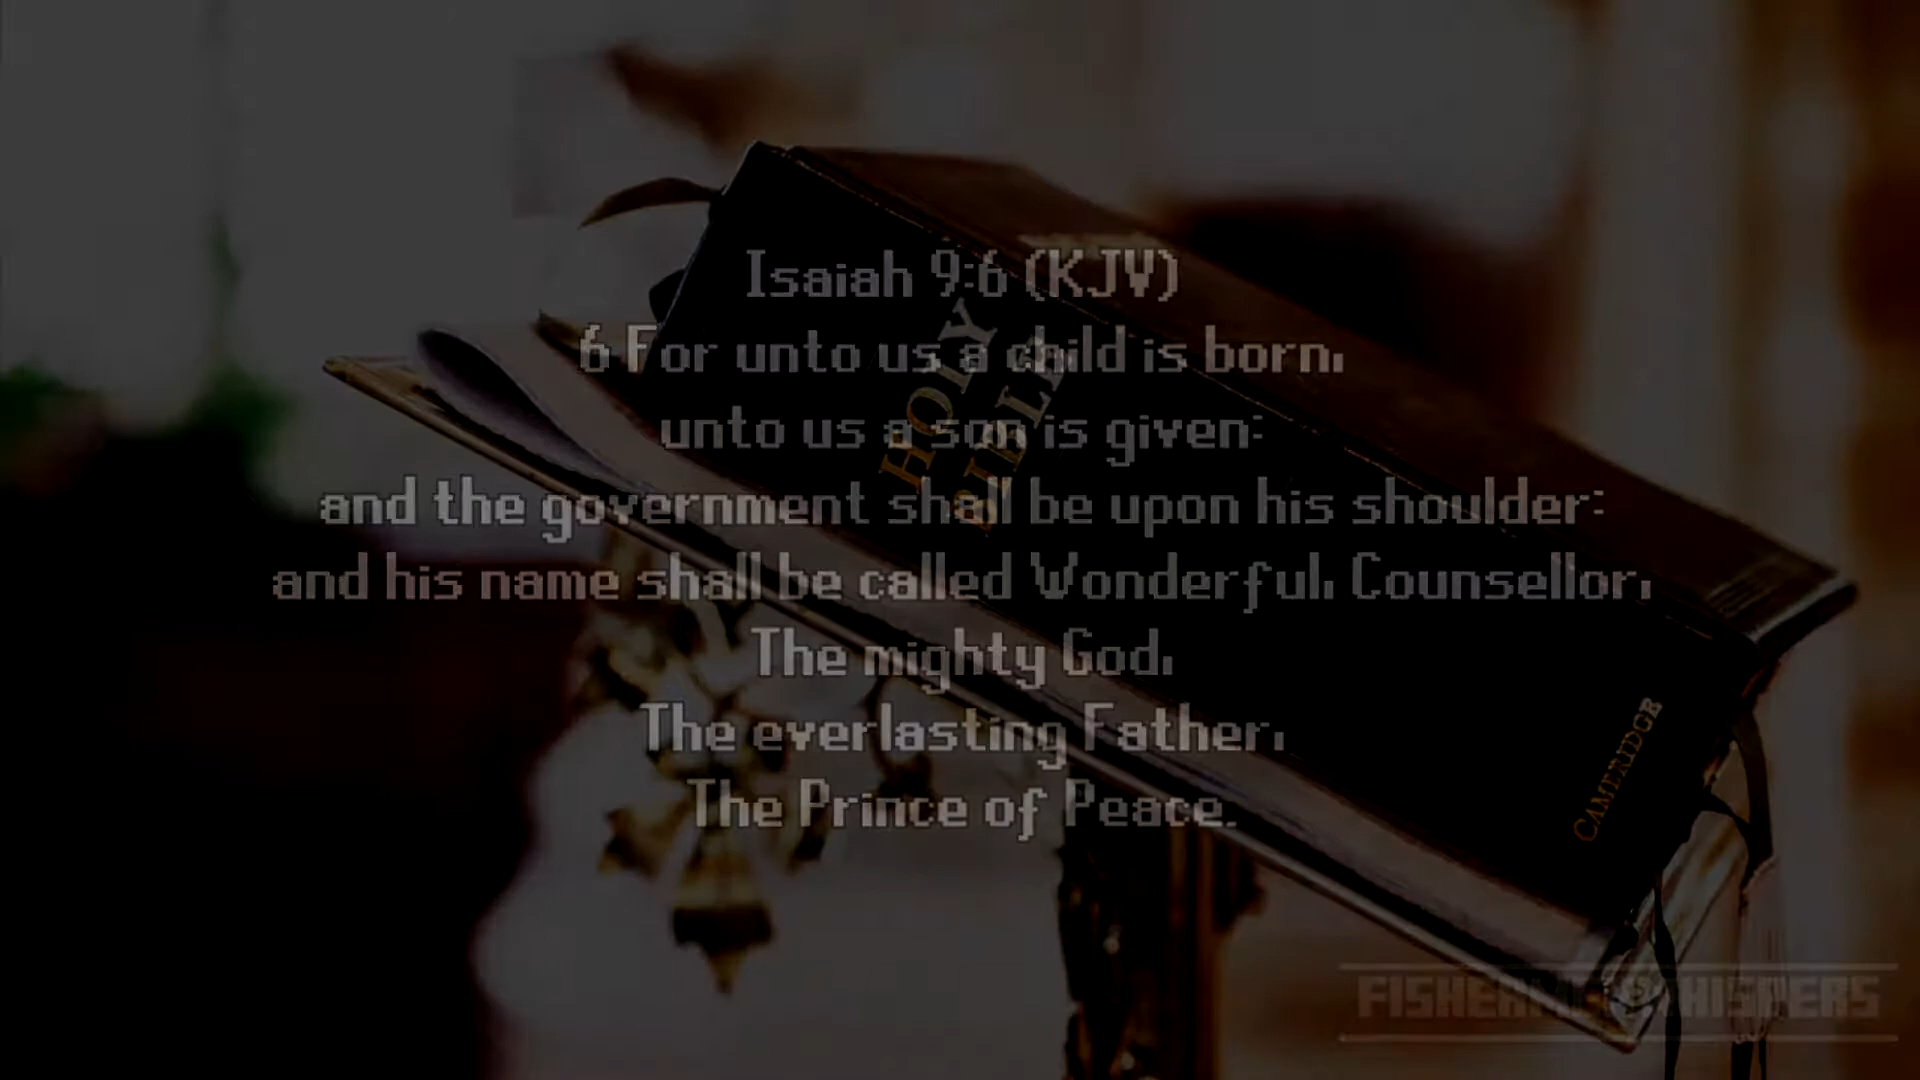 Isaiah 9:6 (KJV)
6 For unto us a child is born,
unto us a son is given:
and the government shall be upon his shoulder:
and his name shall be called Wonderful, Counsellor,
The mighty God,
The everlasting Father,
The Prince of Peace.
HOLY
BIBLE
CAMBRIDGE